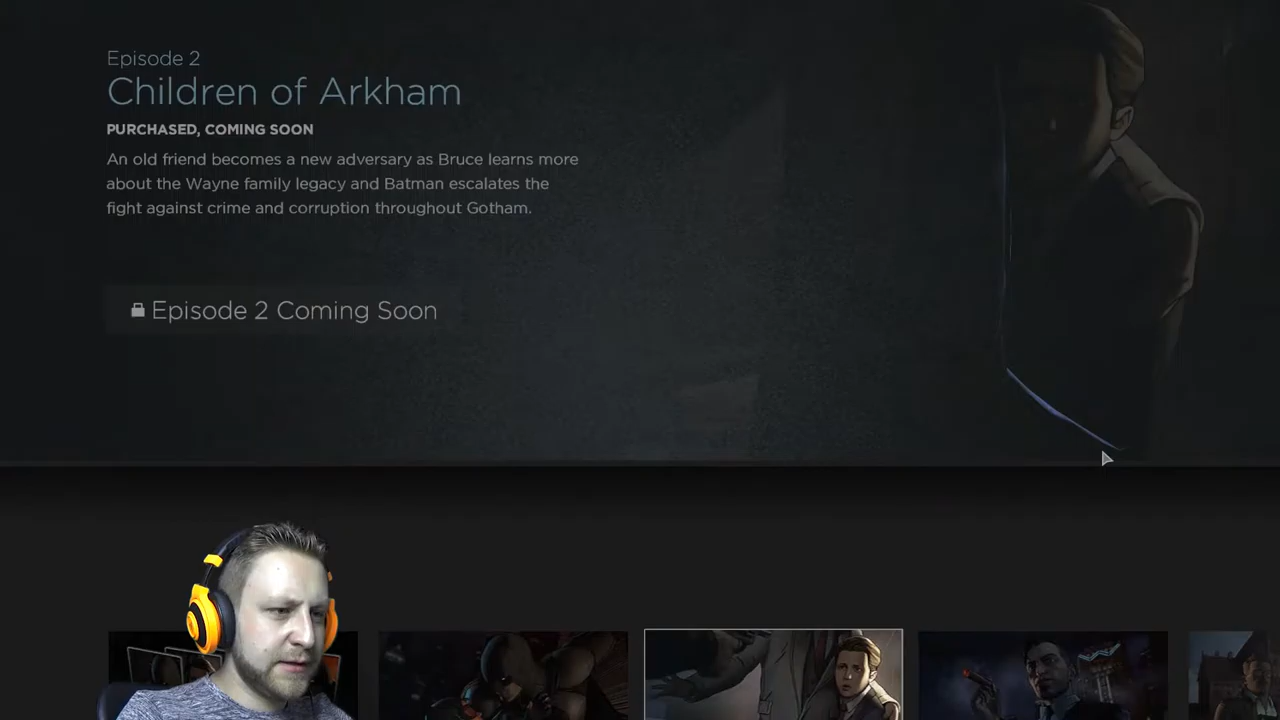 Episode 2
Children of Arkham
PURCHASED, COMING SOON
An old friend becomes a new adversary as Bruce learns more
about the Wayne family legacy and Batman escalates the
fight against crime and corruption throughout Gotham.
Episode 2 Coming Soon